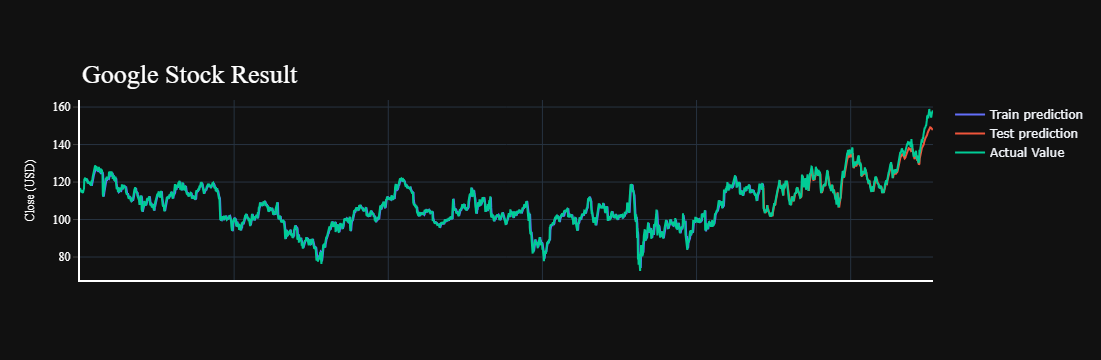 Google Stock Result
160
140
120
100
80
Close (USD)
Train prediction
Test prediction
Actual Value